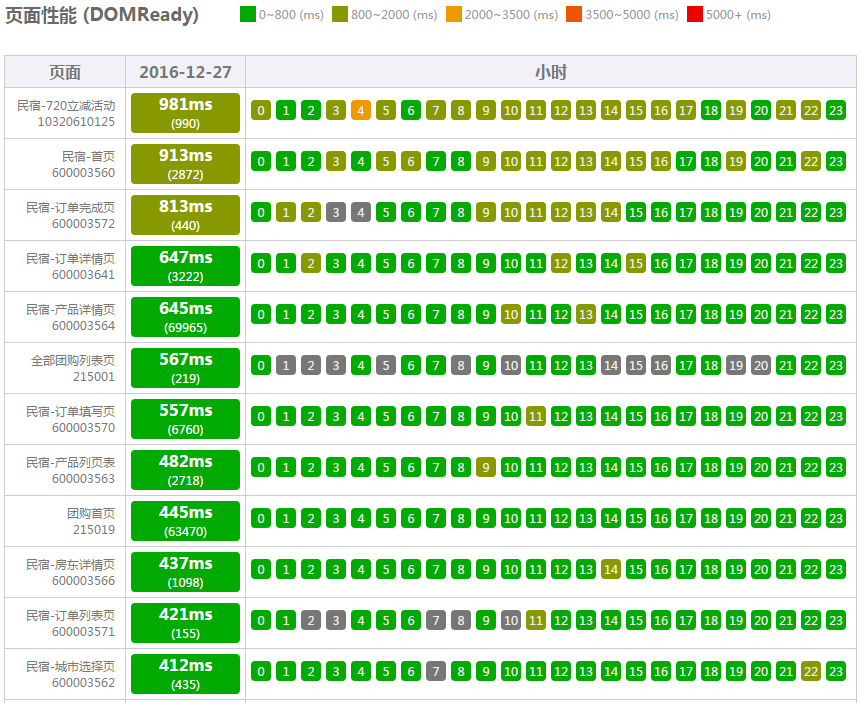 页面性能 (DOMReady) 0~800 (ms) 800~2000 (ms) 2000~3500 (ms) 3500~5000 (ms) 5000+ (ms)
页面 2016-12-27 小时
民宿-720立减活动 981ms 0 1 2 3 4 5 6 7 8 9 10 11 12 13 14 15 16 17 18 19 20 21 22 23
10320610125 (990)
民宿-首页 913ms 0 1 2 3 4 5 6 7 8 9 10 11 12 13 14 15 16 17 18 19 20 21 22 23
600003560 (2872)
民宿-订单完成页 813ms 0 1 2 3 4 5 6 7 8 9 10 11 12 13 14 15 16 17 18 19 20 21 22 23
600003572 (440)
民宿-订单详情页 647ms 0 1 2 3 4 5 6 7 8 9 10 11 12 13 14 15 16 17 18 19 20 21 22 23
600003641 (3222)
民宿-产品详情页 645ms 0 1 2 3 4 5 6 7 8 9 10 11 12 13 14 15 16 17 18 19 20 21 22 23
600003564 (69965)
全部团购列表页 567ms 0 1 2 3 4 5 6 7 8 9 10 11 12 13 14 15 16 17 18 19 20 21 22 23
215001 (219)
民宿-订单填写页 557ms 0 1 2 3 4 5 6 7 8 9 10 11 12 13 14 15 16 17 18 19 20 21 22 23
600003570 (6760)
民宿-产品列页表 482ms 0 1 2 3 4 5 6 7 8 9 10 11 12 13 14 15 16 17 18 19 20 21 22 23
600003563 (2718)
团购首页 445ms 0 1 2 3 4 5 6 7 8 9 10 11 12 13 14 15 16 17 18 19 20 21 22 23
215019 (63470)
民宿-房东详情页 437ms 0 1 2 3 4 5 6 7 8 9 10 11 12 13 14 15 16 17 18 19 20 21 22 23
600003566 (1098)
民宿-订单列表页 421ms 0 1 2 3 4 5 6 7 8 9 10 11 12 13 14 15 16 17 18 19 20 21 22 23
600003571 (155)
民宿-城市选择页 412ms 0 1 2 3 4 5 6 7 8 9 10 11 12 13 14 15 16 17 18 19 20 21 22 23
600003562 (435)